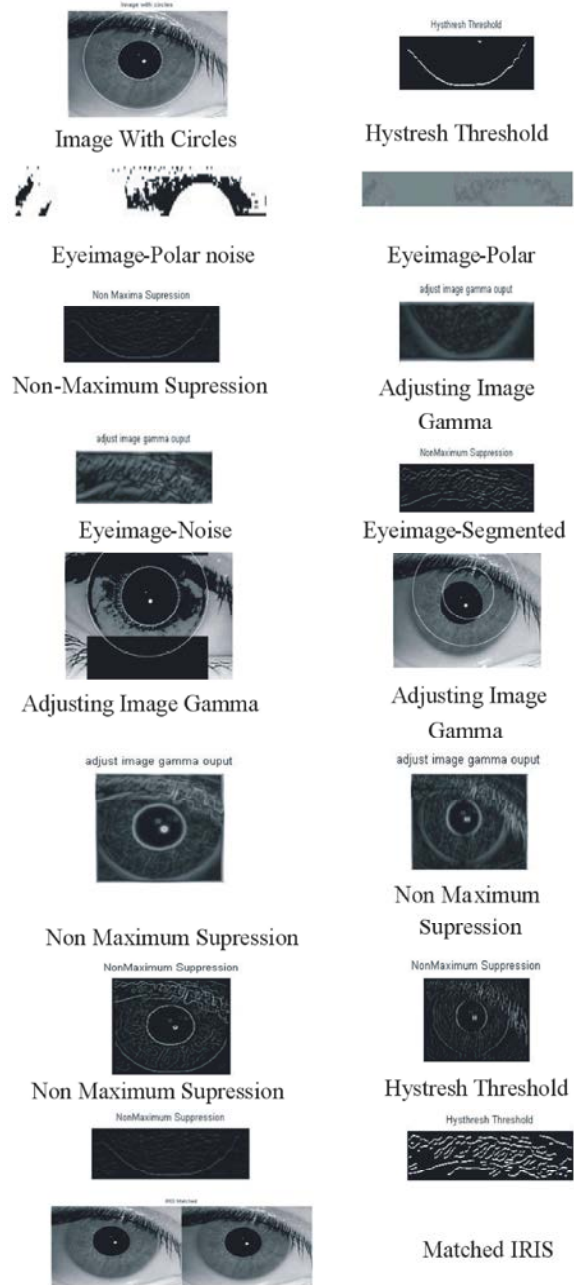 Image with circles
Hysthresh Threshold
Image With Circles
Hystresh Threshold
Eyeimage-Polar noise
Eyeimage-Polar
Non Maxima Supression
adjust image gamma ouput
Non-Maximum Supression
Adjusting Image
Gamma
adjust image gamma ouput
NonMaximum Suppression
Eyeimage-Noise
Eyeimage-Segmented
Adjusting Image Gamma
Adjusting Image
Gamma
adjust image gamma ouput
adjust image gamma ouput
Non Maximum Supression
Non Maximum
Supression
NonMaximum Suppression
NonMaximum Suppression
Non Maximum Supression
Hystresh Threshold
NonMaximum Suppression
Hysthresh Threshold
IRIS Matched
Matched IRIS